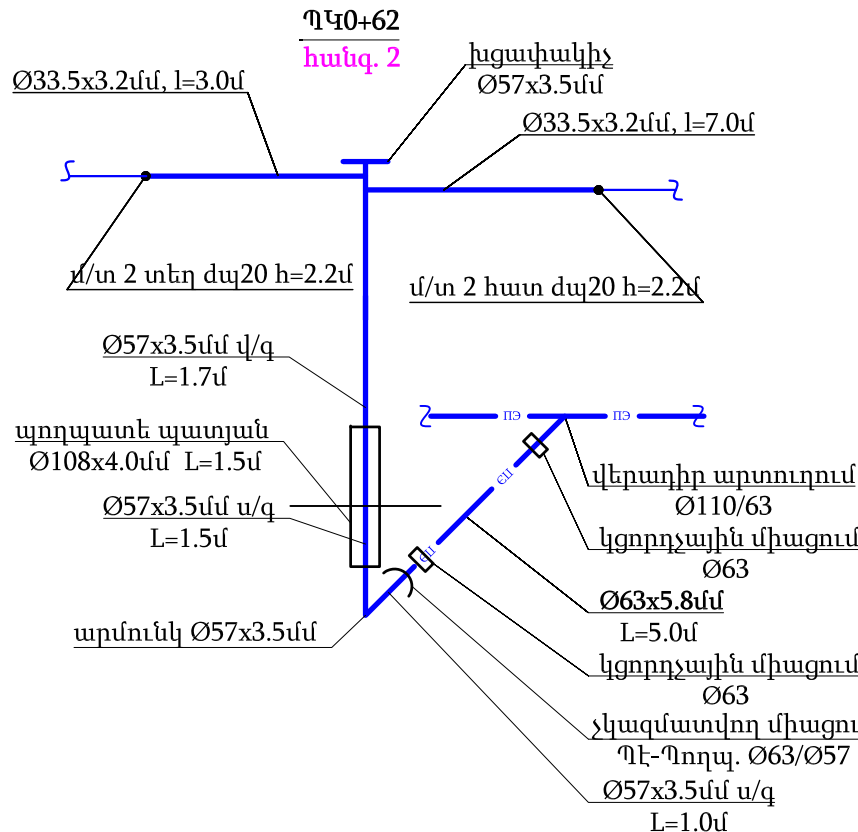 ՊԿ0+62
հանգ. 2
խցափակիչ
Ø57x3.5մմ
Ø33.5x3.2մմ, l=3.0մ
Ø33.5x3.2մմ, l=7.0մ
մ/տ 2 տեղ ժպ20 h=2.2մ
մ/տ 2 հատ ժպ20 h=2.2մ
Ø57x3.5մմ վ/գ
L=1.7մ
պողպատե պատյան
Ø108x4.0մմ L=1.5մ
Ø57x3.5մմ ս/գ
L=1.5մ
արմունկ Ø57x3.5մմ
ПЭ ПЭ
ПЭ
ПЭ
վերադիր արտուղում
Ø110/63
կցորդչային միացում
Ø63
Ø63x5.8մմ
L=5.0մ
կցորդչային միացում
Ø63
չկազմատվող միացու
Պէ-Պողպ. Ø63/Ø57
Ø57x3.5մմ ս/գ
L=1.0մ